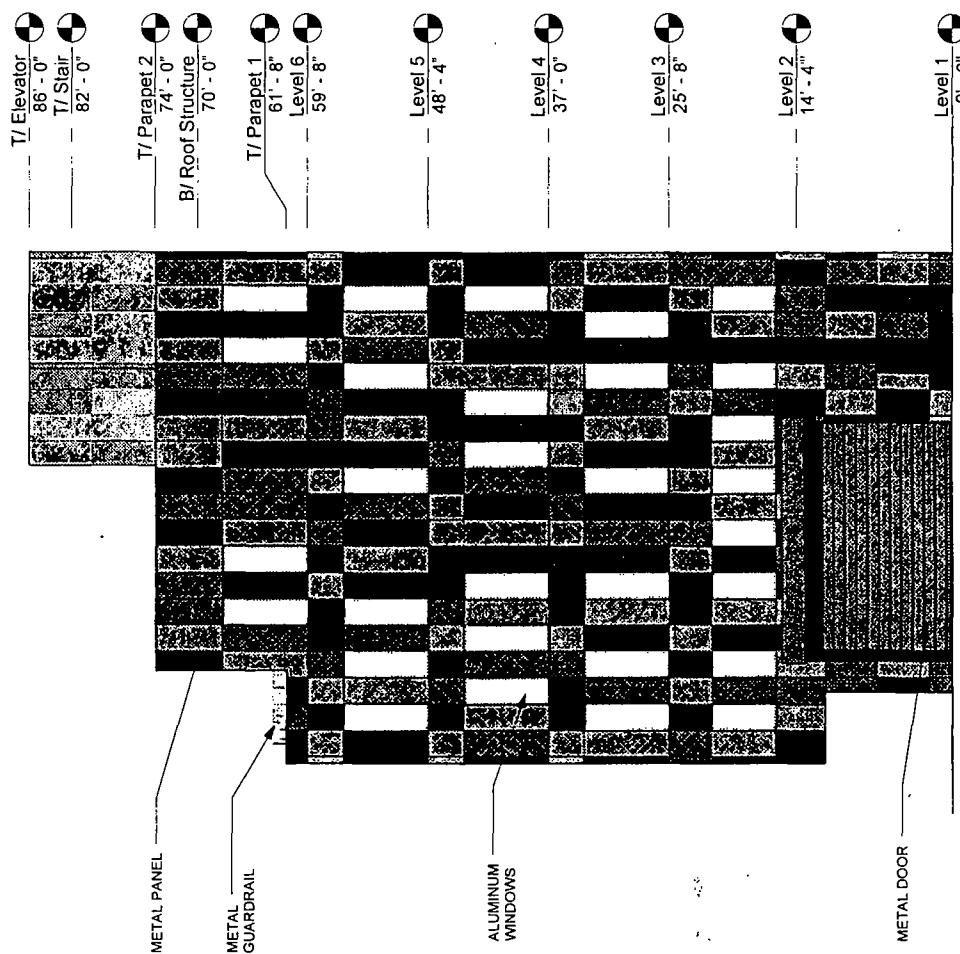 T/ Elevator
86' - 0"
T/ Stair
82' - 0"
T/ Parapet 2
74' - 0"
B/ Roof Structure
70' - 0"
T/ Parapet 1
61' - 8"
Level 6
59' - 8"
Level 5
48' - 4"
Level 4
37' - 0"
Level 3
25' - 8"
Level 2
14' - 4"
Level 1
METAL PANEL
METAL
GUARDRAIL
ALUMINUM
WINDOWS
METAL DOOR